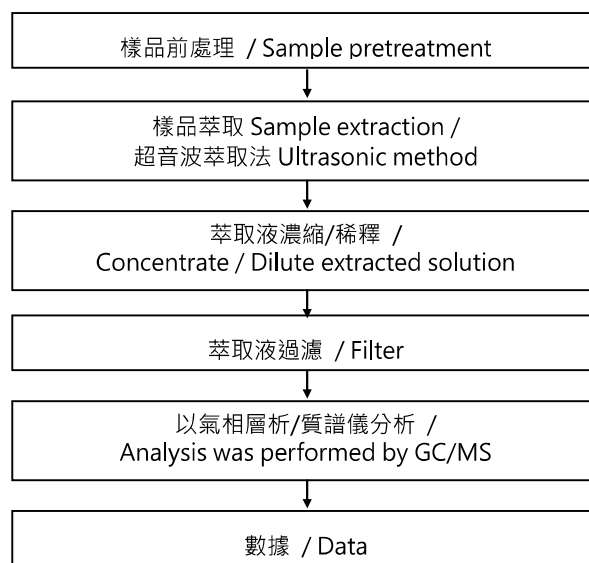 樣品前處理 / Sample pretreatment
樣品萃取 Sample extraction /
超音波萃取法 Ultrasonic method
萃取液濃縮/稀釋 /
Concentrate / Dilute extracted solution
萃取液過濾 / Filter
以氣相層析/質譜儀分析 /
Analysis was performed by GC/MS
數據 / Data